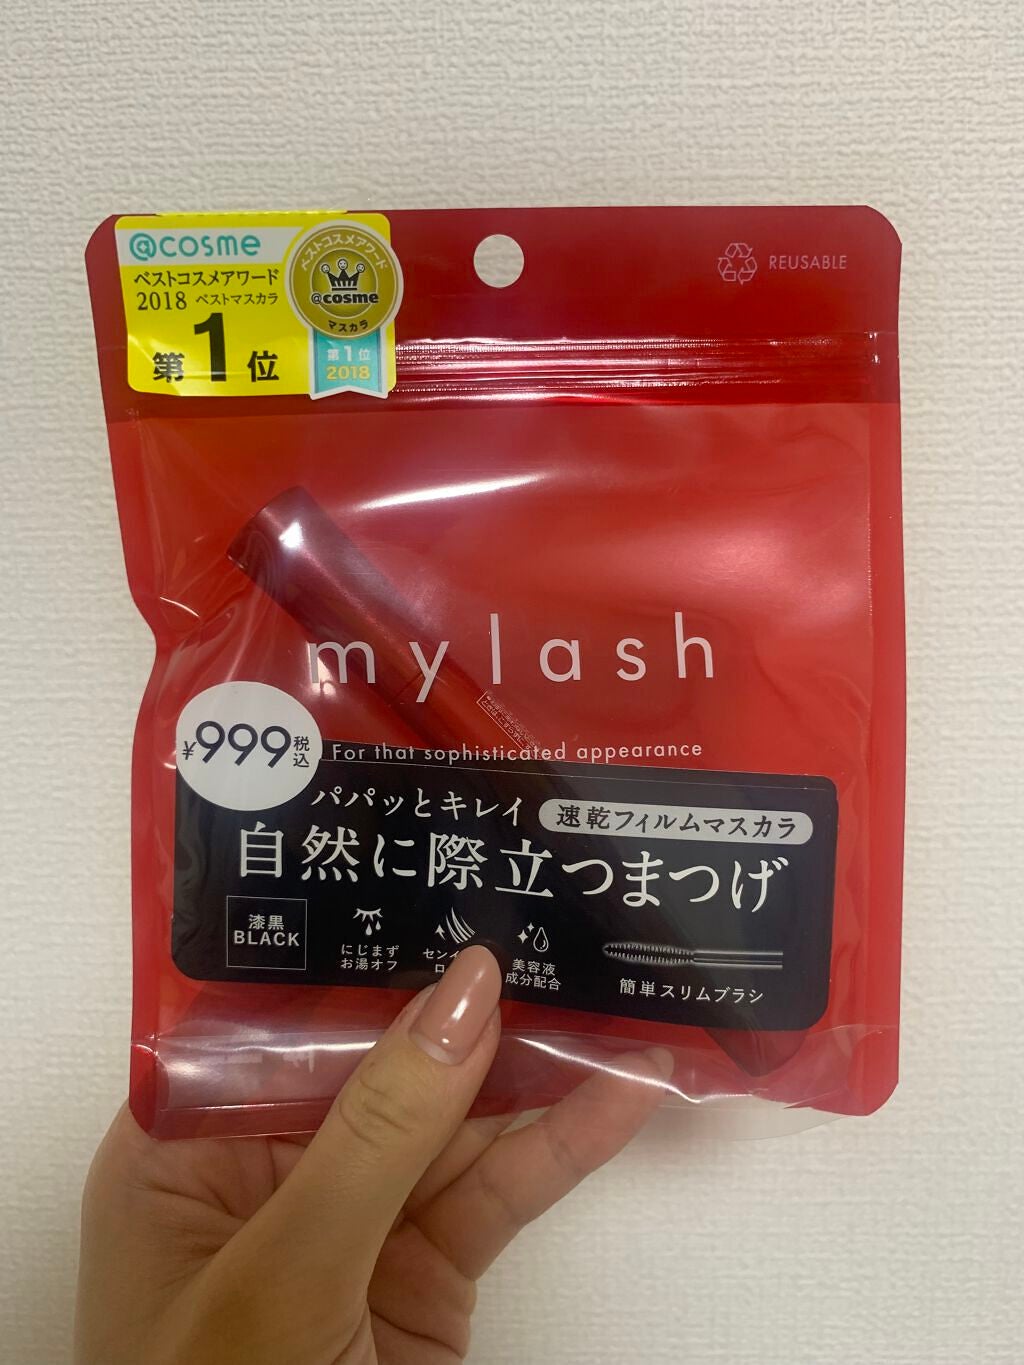 @cosme
ベストコスメアワード
2018 ベストマスカラ
第1位
ベストコスメアワード
@cosme
マスカラ
第1位
2018
REUSABLE
mylash
For that sophisticated appearance
¥999税込
パパッとキレイ 速乾フィルムマスカラ
自然に際立つまつげ
漆黒
BLACK
にじまず
お湯オフ
美容液
成分配合
簡単スリムブラシ